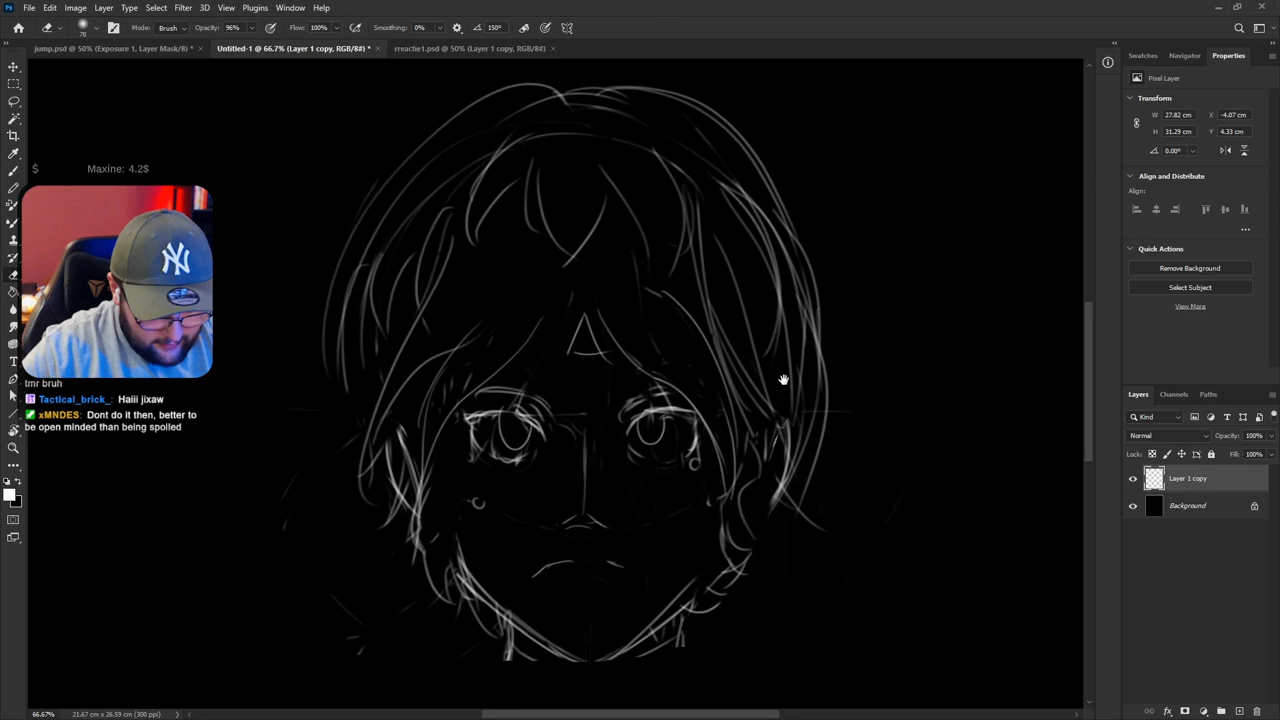 File Edit Image Layer Type Select Filter 3D View Plugins Window Help
78 Mode: Brush Opacity: 96% Flow: 100% Smoothing: 0% 150°
jump.psd @ 50% (Exposure 1, Layer Mask/8) * × Untitled-1 @ 66.7% (Layer 1 copy, RGB/8#) * × rreactie1.psd @ 50% (Layer 1 copy, RGB/8#) ×
Swatches Navigator Properties
Pixel Layer
Transform
W 27.82 cm X -4.07 cm
H 31.29 cm Y 4.33 cm
0.00°
Align and Distribute
Align:
Quick Actions
Remove Background
Select Subject
View More
$ Maxine: 4.2$
NY
tmr bruh
Tactical_brick_: Haiii jixaw
xMNDES: Dont do it then, better to
be open minded than being spoiled
Layers Channels Paths
Kind
Normal Opacity: 100%
Lock: Fill: 100%
Layer 1 copy
Background
66.67% 21.67 cm x 26.59 cm (300 ppi)